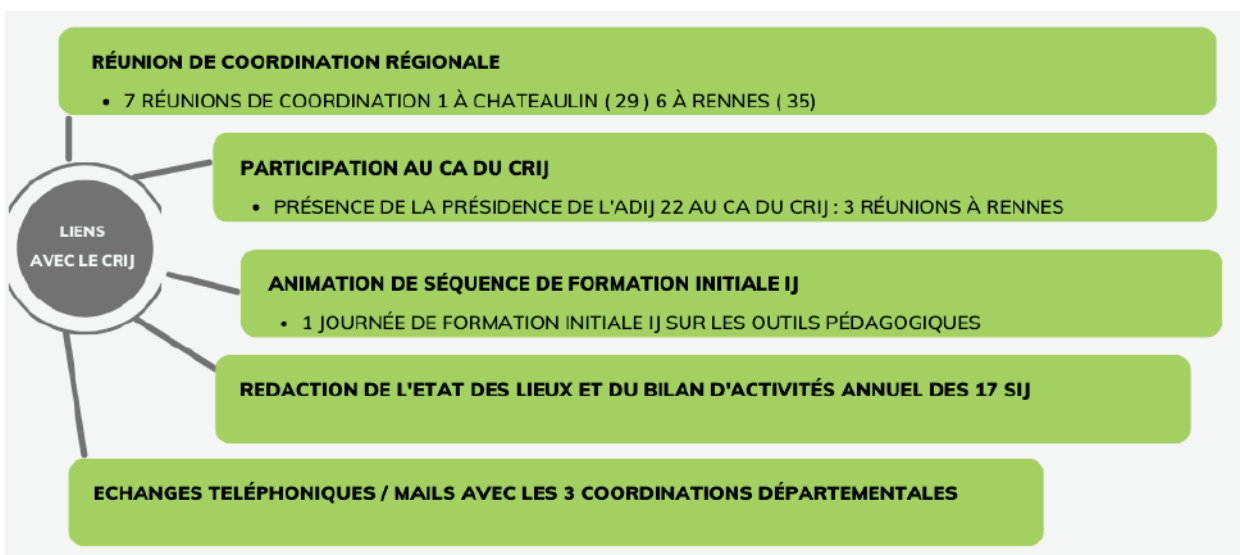 RÉUNION DE COORDINATION RÉGIONALE
• 7 RÉUNIONS DE COORDINATION 1 À CHATEAULIN ( 29 ) 6 À RENNES ( 35)
PARTICIPATION AU CA DU CRIJ
• PRÉSENCE DE LA PRÉSIDENCE DE L'ADIJ 22 AU CA DU CRIJ : 3 RÉUNIONS À RENNES
LIENS
AVEC LE CRIJ
ANIMATION DE SÉQUENCE DE FORMATION INITIALE IJ
• 1 JOURNÉE DE FORMATION INITIALE IJ SUR LES OUTILS PÉDAGOGIQUES
REDACTION DE L'ETAT DES LIEUX ET DU BILAN D'ACTIVITÉS ANNUEL DES 17 SIJ
ECHANGES TELÉPHONIQUES / MAILS AVEC LES 3 COORDINATIONS DÉPARTEMENTALES